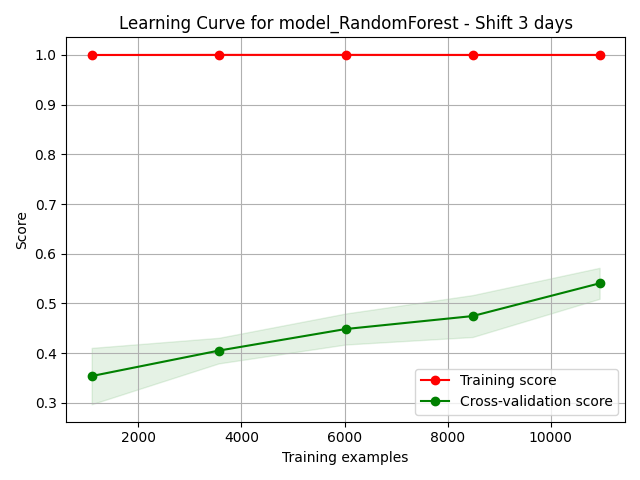 Learning Curve for model_RandomForest - Shift 3 days
Score
1.0
0.9
0.8
0.7
0.6
0.5
0.4
0.3
Training score
Cross-validation score
2000 4000 6000 8000 10000
Training examples